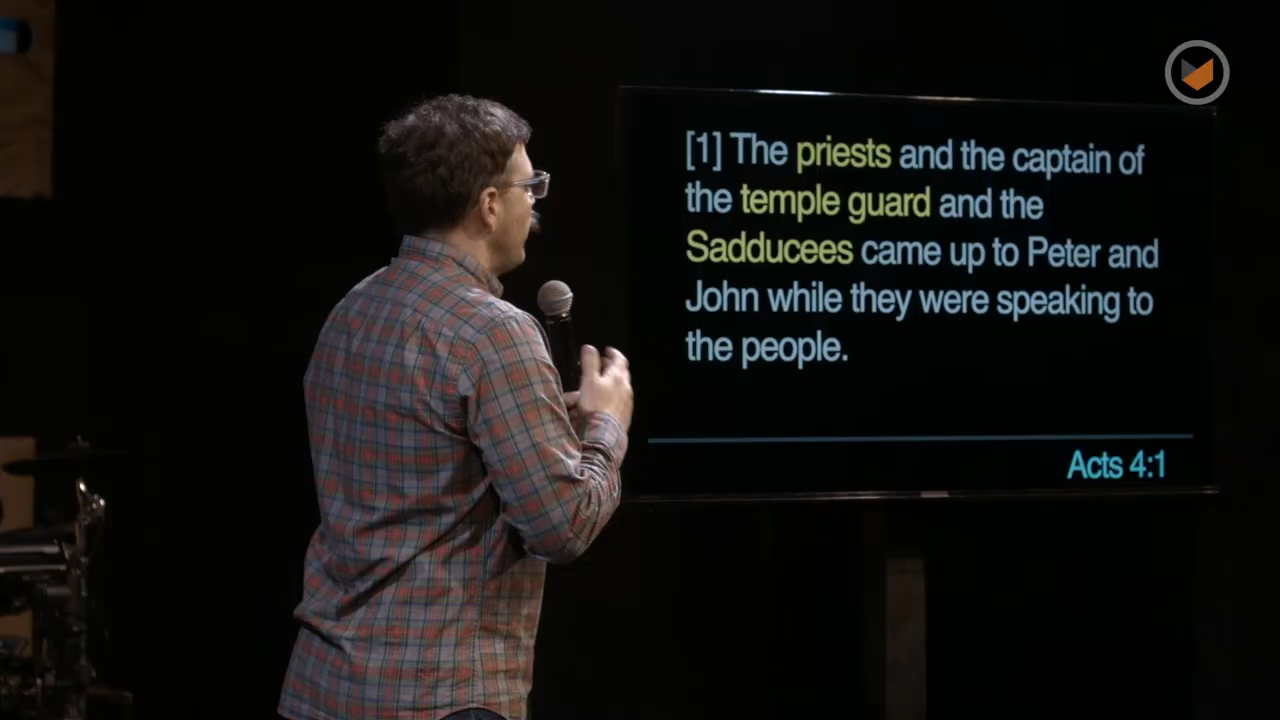 [1] The priests and the captain of
the temple guard and the
Sadducees came up to Peter and
John while they were speaking to
the people.
Acts 4:1